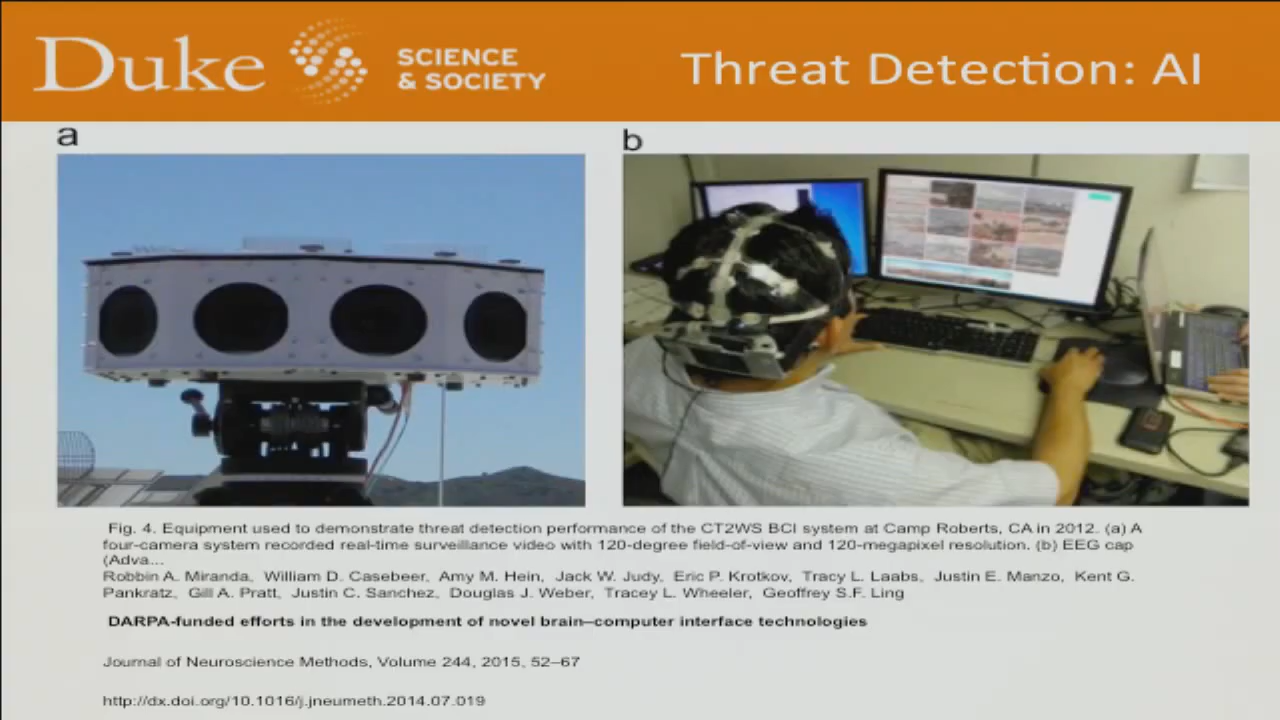 Duke SCIENCE & SOCIETY
Threat Detection: AI
a
b
Fig. 4. Equipment used to demonstrate threat detection performance of the CT2WS BCI system at Camp Roberts, CA in 2012. (a) A
four-camera system recorded real-time surveillance video with 120-degree field-of-view and 120-megapixel resolution. (b) EEG cap
(Adva...
Robbin A. Miranda, William D. Casebeer, Amy M. Hein, Jack W. Judy, Eric P. Krotkov, Tracy L. Laabs, Justin E. Manzo, Kent G.
Pankratz, Gill A. Pratt, Justin C. Sanchez, Douglas J. Weber, Tracey L. Wheeler, Geoffrey S.F. Ling
DARPA-funded efforts in the development of novel brain–computer interface technologies
Journal of Neuroscience Methods, Volume 244, 2015, 52–67
http://dx.doi.org/10.1016/j.jneumeth.2014.07.019